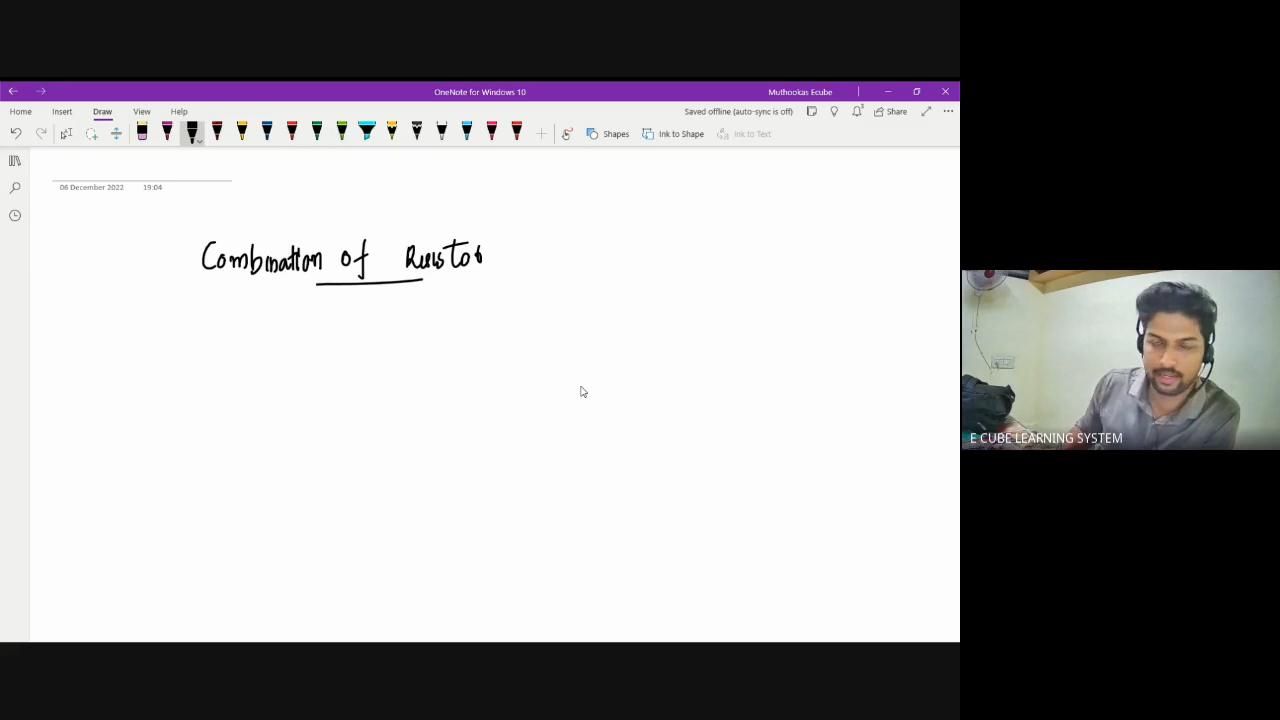 OneNote for Windows 10
Muthookas Ecube
Home Insert Draw View Help
Saved offline (auto-sync is off)
Share
Shapes
Ink to Shape
Ink to Text
06 December 2022 19:04
Combination of Resistor
E CUBE LEARNING SYSTEM